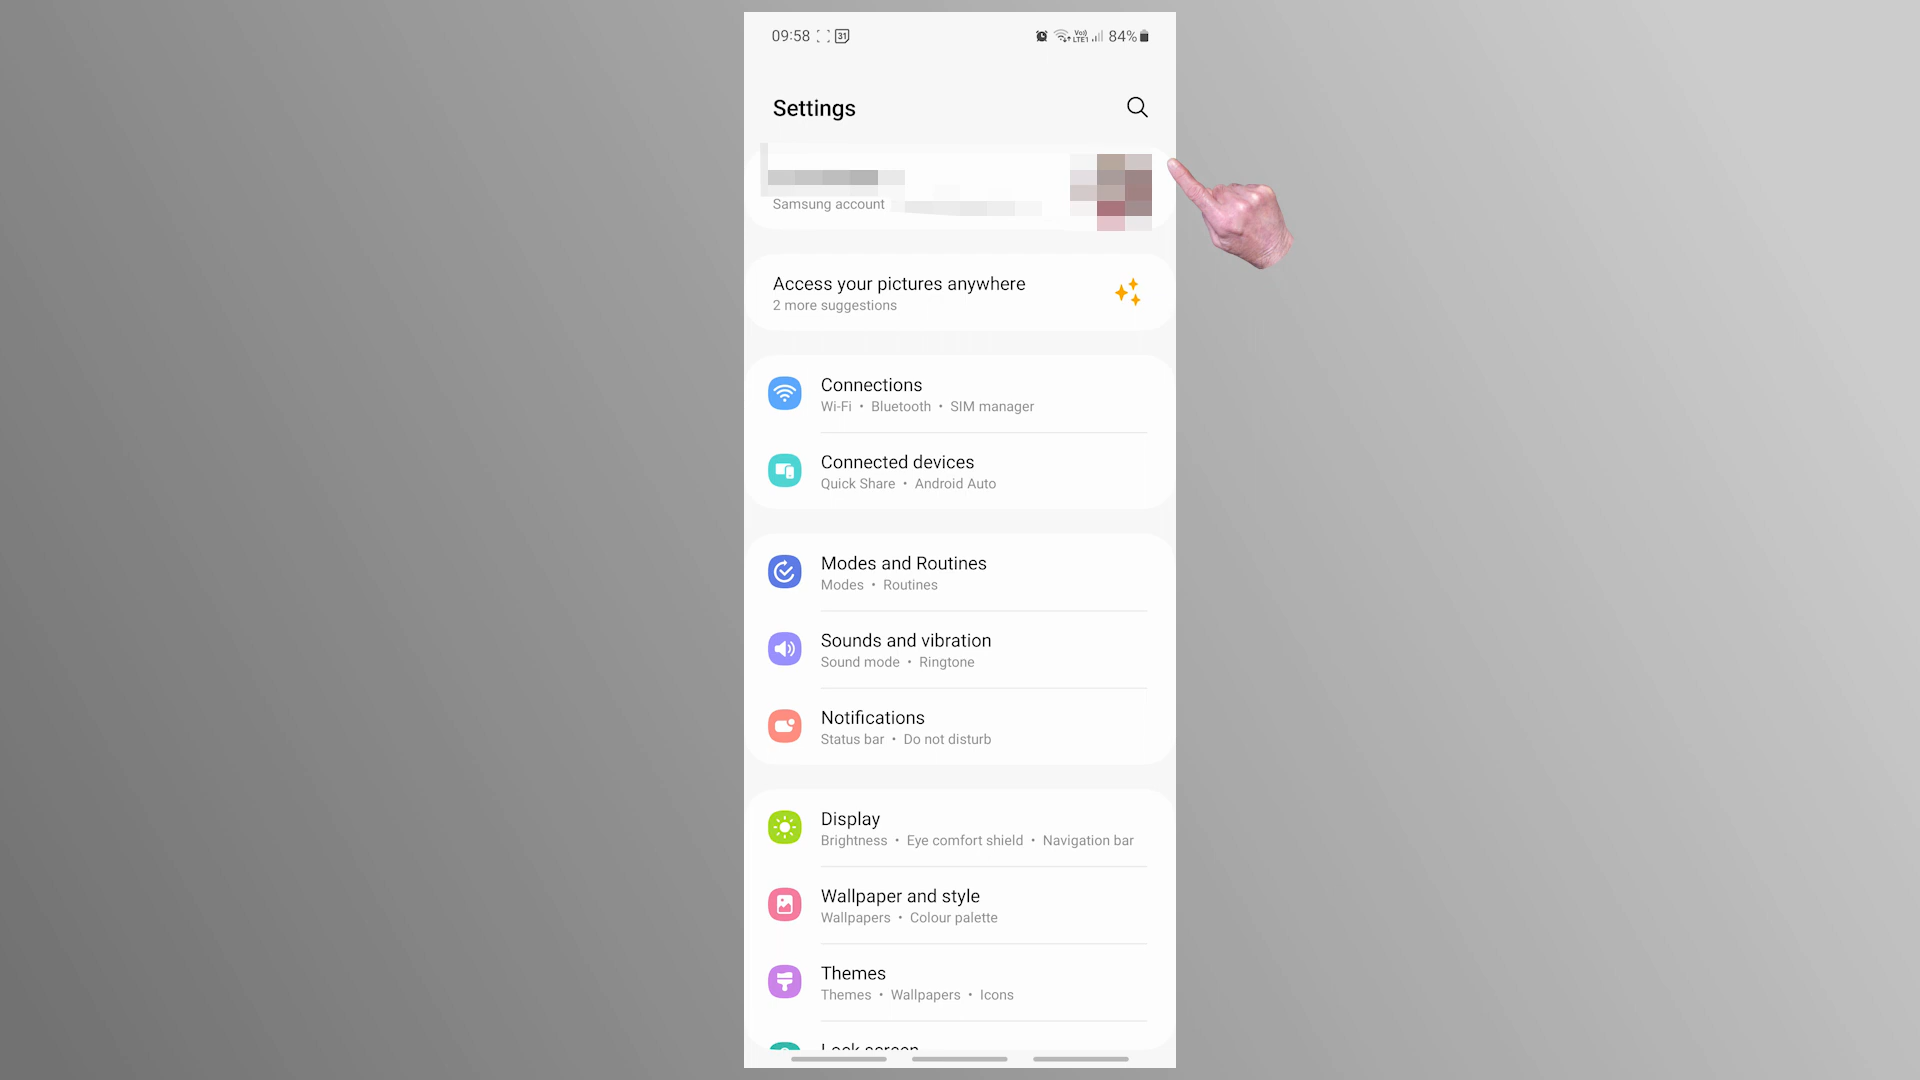 09:58 31 Vo)) LTE1 84%
Settings
Samsung account
Access your pictures anywhere
2 more suggestions
Connections
Wi-Fi • Bluetooth • SIM manager
Connected devices
Quick Share • Android Auto
Modes and Routines
Modes • Routines
Sounds and vibration
Sound mode • Ringtone
Notifications
Status bar • Do not disturb
Display
Brightness • Eye comfort shield • Navigation bar
Wallpaper and style
Wallpapers • Colour palette
Themes
Themes • Wallpapers • Icons
Lock screen